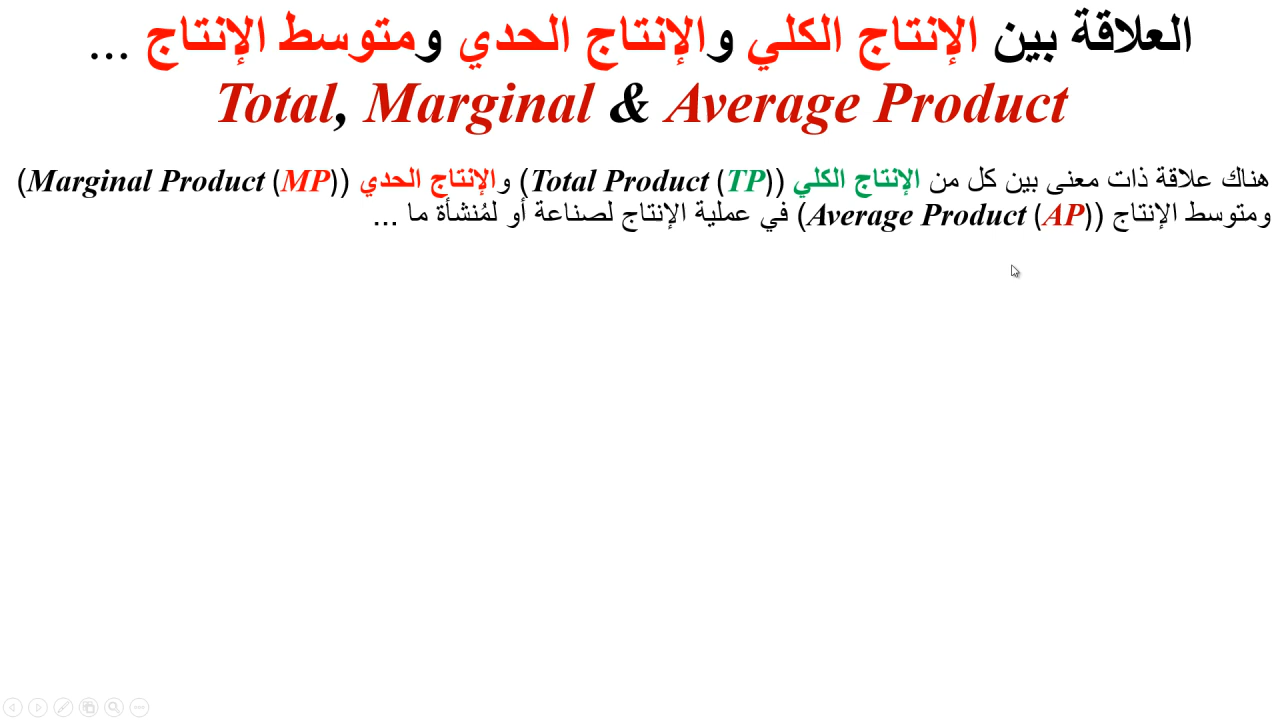 العلاقة بين الإنتاج الكلي والإنتاج الحدي ومتوسط الإنتاج ...
Total, Marginal & Average Product
هناك علاقة ذات معنى بين كل من الإنتاج الكلي (Total Product (TP)) والإنتاج الحدي (Marginal Product (MP))
ومتوسط الإنتاج (Average Product (AP)) في عملية الإنتاج لصناعة أو لمُنشأة ما ...